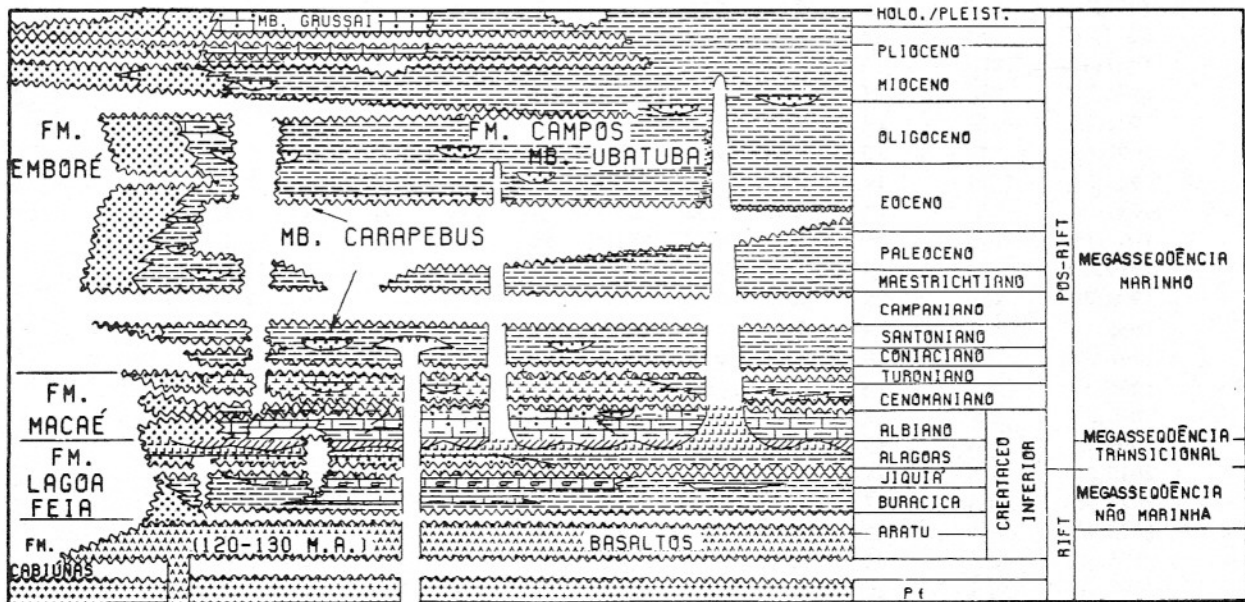 MB. GRUSSAI
FM.
EMBORÉ
FM. CAMPOS
MB. UBATUBA
MB. CARAPEBUS
FM.
MACAÉ
FM.
LAGOA
FEIA
FM.
CABIÚNAS
(120-130 M.A.)
BASALTOS
HOLO./PLEIST.
PLIOCENO
MIOCENO
OLIGOCENO
EOCENO
PALEOCENO
MAESTRICHTIANO
CAMPANIANO
SANTONIANO
CONIACIANO
TURONIANO
CENOMANIANO
ALBIANO
ALAGOAS
JIQUIÁ
BURACICA
ARATU
Pɛ
CREATACEO
INFERIOR
PÓS-RIFT
RIFT
MEGASSEQÜÊNCIA
MARINHO
MEGASSEQÜÊNCIA
TRANSICIONAL
MEGASSEQÜÊNCIA
NÃO MARINHA